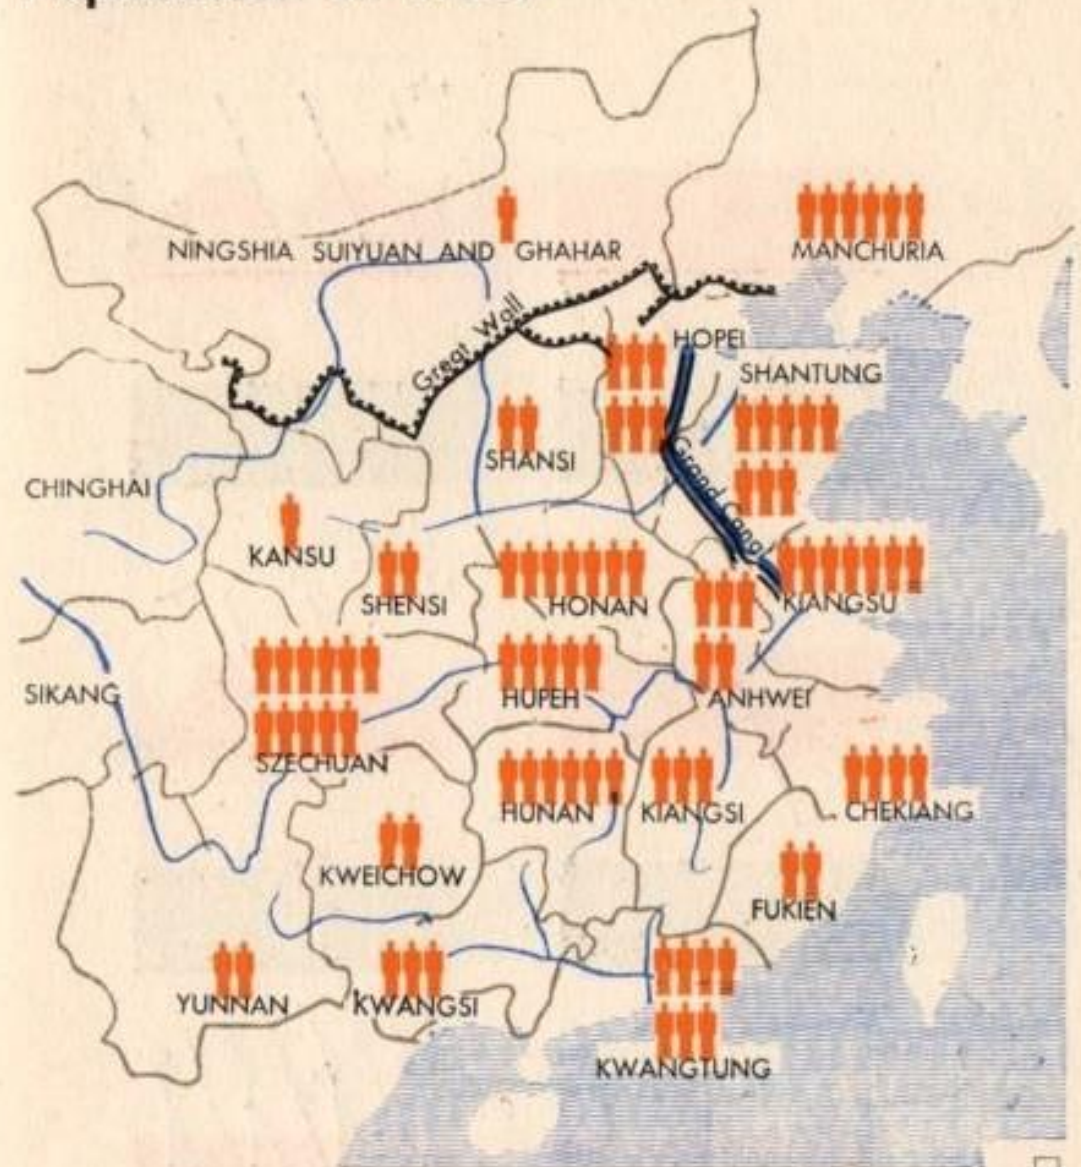 NINGSHIA SUIYUAN AND GHAHAR
MANCHURIA
Great Wall
HOPEI
SHANTUNG
SHANSI
CHINGHAI
Grand Canal
KANSU
SHENSI
HONAN
KIANGSU
SIKANG
HUPEH
ANHWEI
SZECHUAN
HUNAN
KIANGSI
CHEKIANG
KWEICHOW
FUKIEN
YUNNAN
KWANGSI
KWANGTUNG